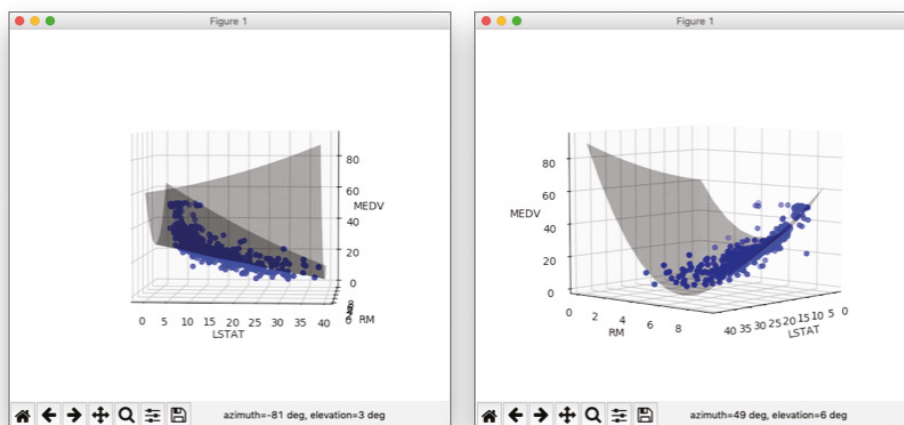 Figure 1
80
60
MEDV
40
20
0
0 5 10 15 20 25 30 35 40
RM
LSTAT
azimuth=-81 deg, elevation=3 deg
Figure 1
80
60
MEDV
40
20
0
0 2 4 6 8
RM
40 35 30 25 20 15 10 5 0
LSTAT
azimuth=49 deg, elevation=6 deg